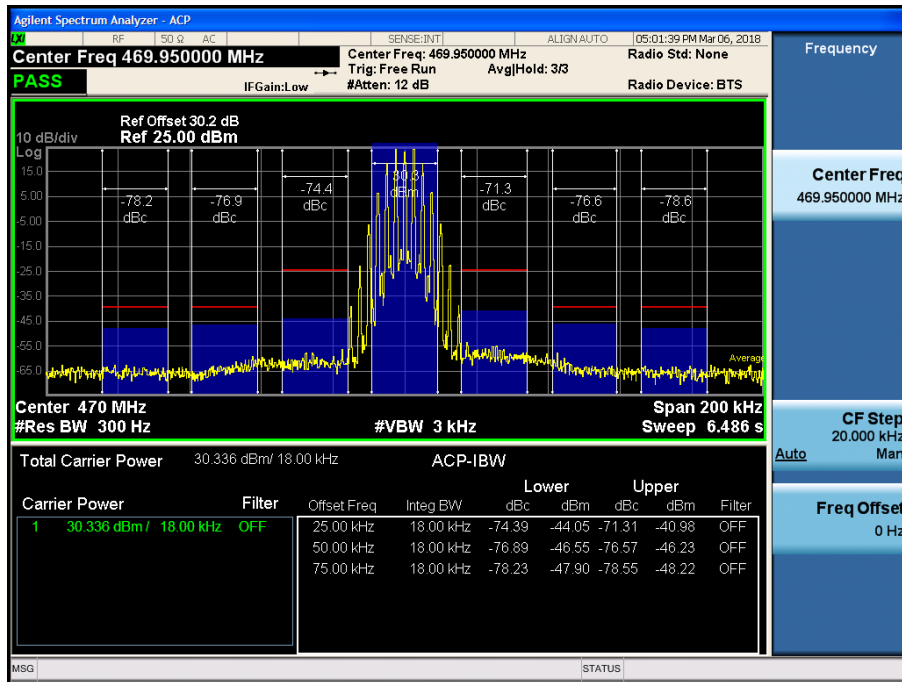 Agilent Spectrum Analyzer - ACP
LXI RF 50 Ω AC SENSE:INT ALIGN AUTO 05:01:39 PM Mar 06, 2018
Center Freq 469.950000 MHz
Center Freq: 469.950000 MHz
Radio Std: None
Trig: Free Run Avg|Hold: 3/3
PASS
IFGain:Low
#Atten: 12 dB
Radio Device: BTS
Ref Offset 30.2 dB
10 dB/div Ref 25.00 dBm
Log
15.0
5.00
-5.00
-15.0
-25.0
-35.0
-45.0
-55.0
-65.0
-78.2 dBc
-76.9 dBc
-74.4 dBc
30.3 dBm
-71.3 dBc
-76.6 dBc
-78.6 dBc
Average
Center 470 MHz Span 200 kHz
#Res BW 300 Hz #VBW 3 kHz Sweep 6.486 s
Total Carrier Power 30.336 dBm/ 18.00 kHz ACP-IBW
Lower Upper
Carrier Power Filter
Offset Freq Integ BW dBc dBm dBc dBm Filter
1 30.336 dBm / 18.00 kHz OFF
25.00 kHz 18.00 kHz -74.39 -44.05 -71.31 -40.98 OFF
50.00 kHz 18.00 kHz -76.89 -46.55 -76.57 -46.23 OFF
75.00 kHz 18.00 kHz -78.23 -47.90 -78.55 -48.22 OFF
MSG STATUS
Frequency
Center Freq
469.950000 MHz
CF Step
20.000 kHz
Auto Man
Freq Offset
0 Hz